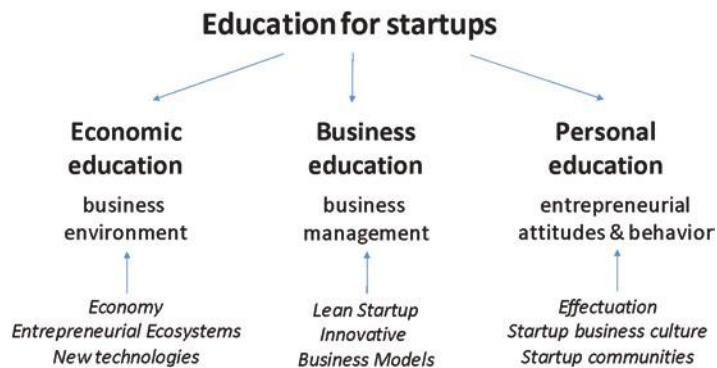 Education for startups
Economic
education
business
environment
Economy
Entrepreneurial Ecosystems
New technologies
Business
education
business
management
Lean Startup
Innovative
Business Models
Personal
education
entrepreneurial
attitudes & behavior
Effectuation
Startup business culture
Startup communities